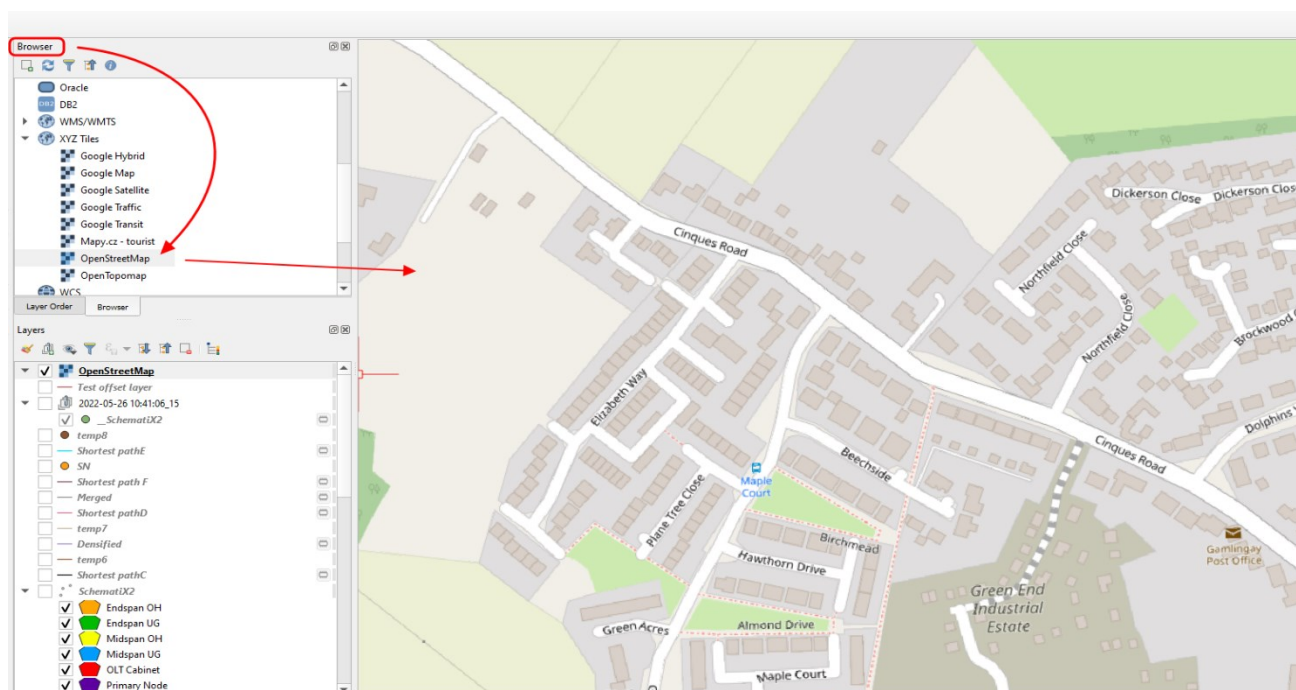 Browser
Oracle
DB2
DB2
WMS/WMTS
XYZ Tiles
Google Hybrid
Google Map
Google Satellite
Google Traffic
Google Transit
Mapy.cz - tourist
OpenStreetMap
OpenTopomap
WCS
Layer Order
Browser
Layers
OpenStreetMap
Test offset layer
2022-05-26 10:41:06_15
__SchematiX2
temp8
Shortest pathE
SN
Shortest path F
Merged
Shortest pathD
temp7
Densified
temp6
Shortest pathC
SchematiX2
Endspan OH
Endspan UG
Midspan OH
Midspan UG
OLT Cabinet
Primary Node
Cinques Road
Dickerson Close
Dickerson Clos
Northfield Close
Northfield Close
Brockwood
Elizabeth Way
Dolphins
Cinques Road
Beechside
Maple
Court
Plane Tree Close
Birchmead
Hawthorn Drive
Gamlingay
Post Office
Green End
Industrial
Estate
Green Acres
Almond Drive
Maple Court